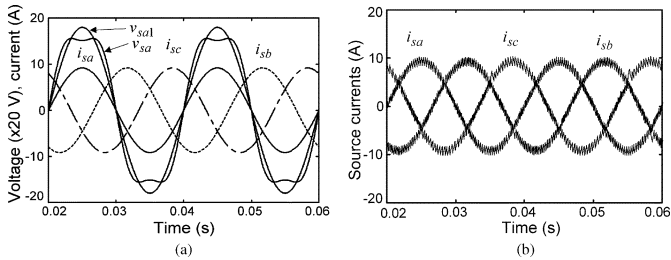 Voltage (x20 V), current (A)
20
10
0
-10
-20
0.02
0.03
0.04
0.05
0.06
Time (s)
vsa1
vsa
isa
isc
isb
(a)
Source currents (A)
20
10
0
-10
-20
0.02
0.03
0.04
0.05
0.06
Time (s)
isa
isc
isb
(b)